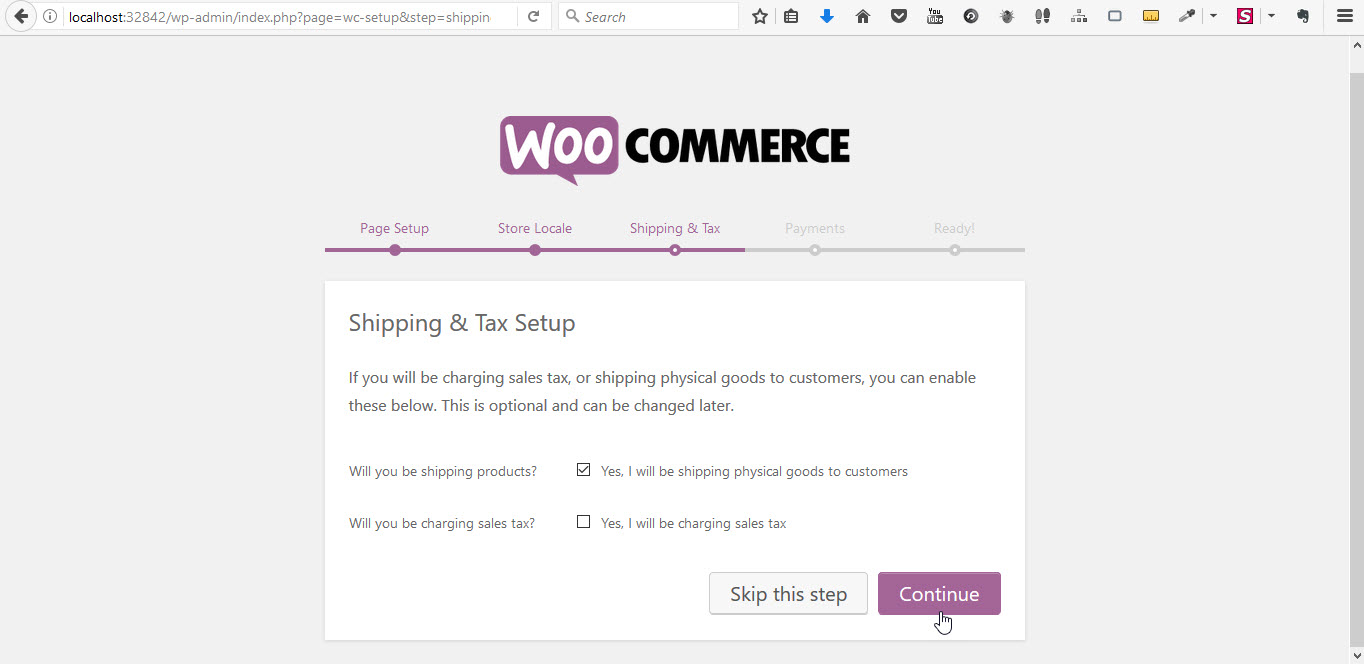 localhost:32842/wp-admin/index.php?page=wc-setup&step=shippin
Search
You
Tube
S
WOO COMMERCE
Page Setup
Store Locale
Shipping & Tax
Payments
Ready!
Shipping & Tax Setup
If you will be charging sales tax, or shipping physical goods to customers, you can enable
these below. This is optional and can be changed later.
Will you be shipping products?
Yes, I will be shipping physical goods to customers
Will you be charging sales tax?
Yes, I will be charging sales tax
Skip this step
Continue